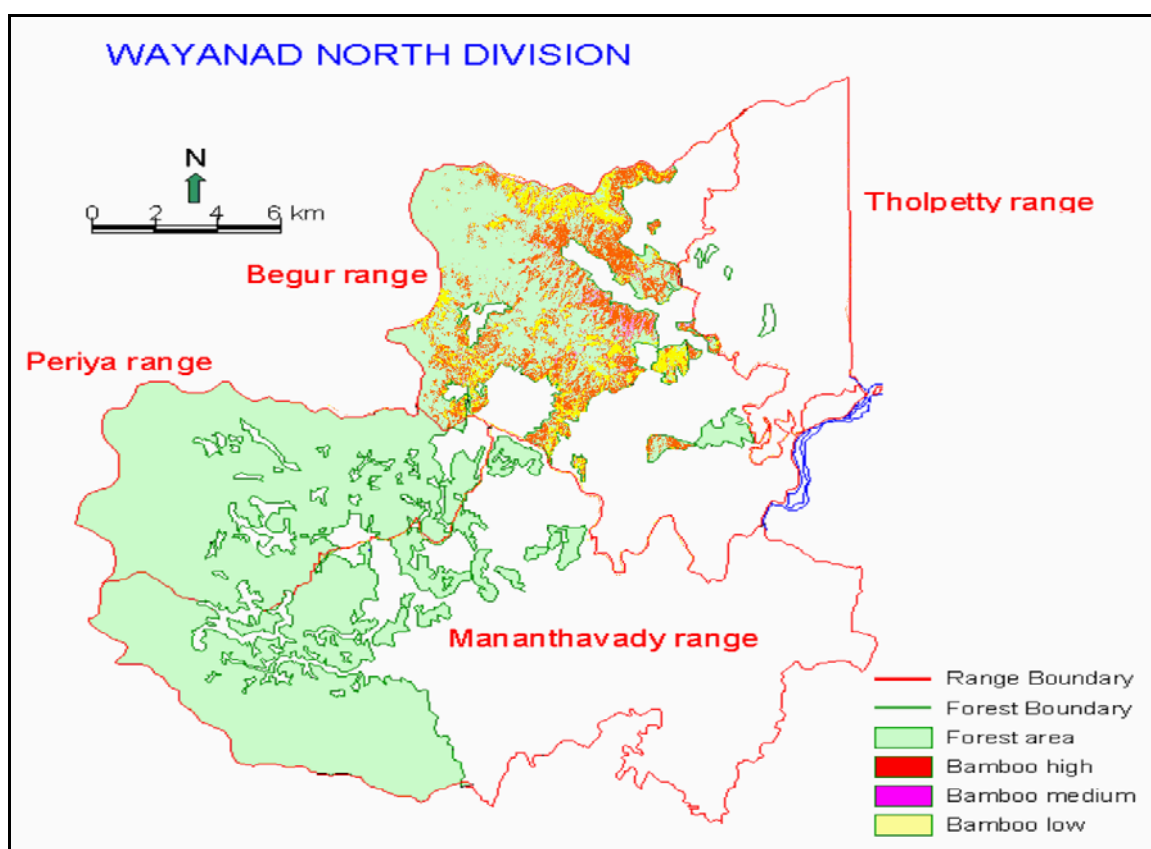 WAYANAD NORTH DIVISION
N
0 2 4 6 km
Tholpetty range
Begur range
Periya range
Mananthavady range
Range Boundary
Forest Boundary
Forest area
Bamboo high
Bamboo medium
Bamboo low